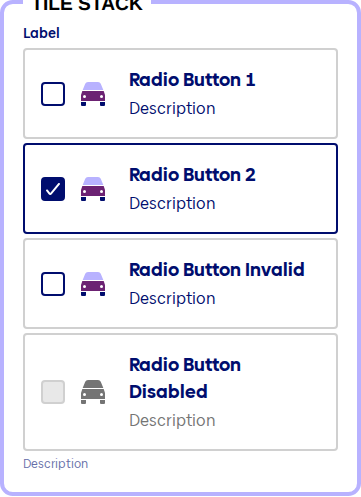 TILE STACK
Label
Radio Button 1
Description
Radio Button 2
Description
Radio Button Invalid
Description
Radio Button
Disabled
Description
Description